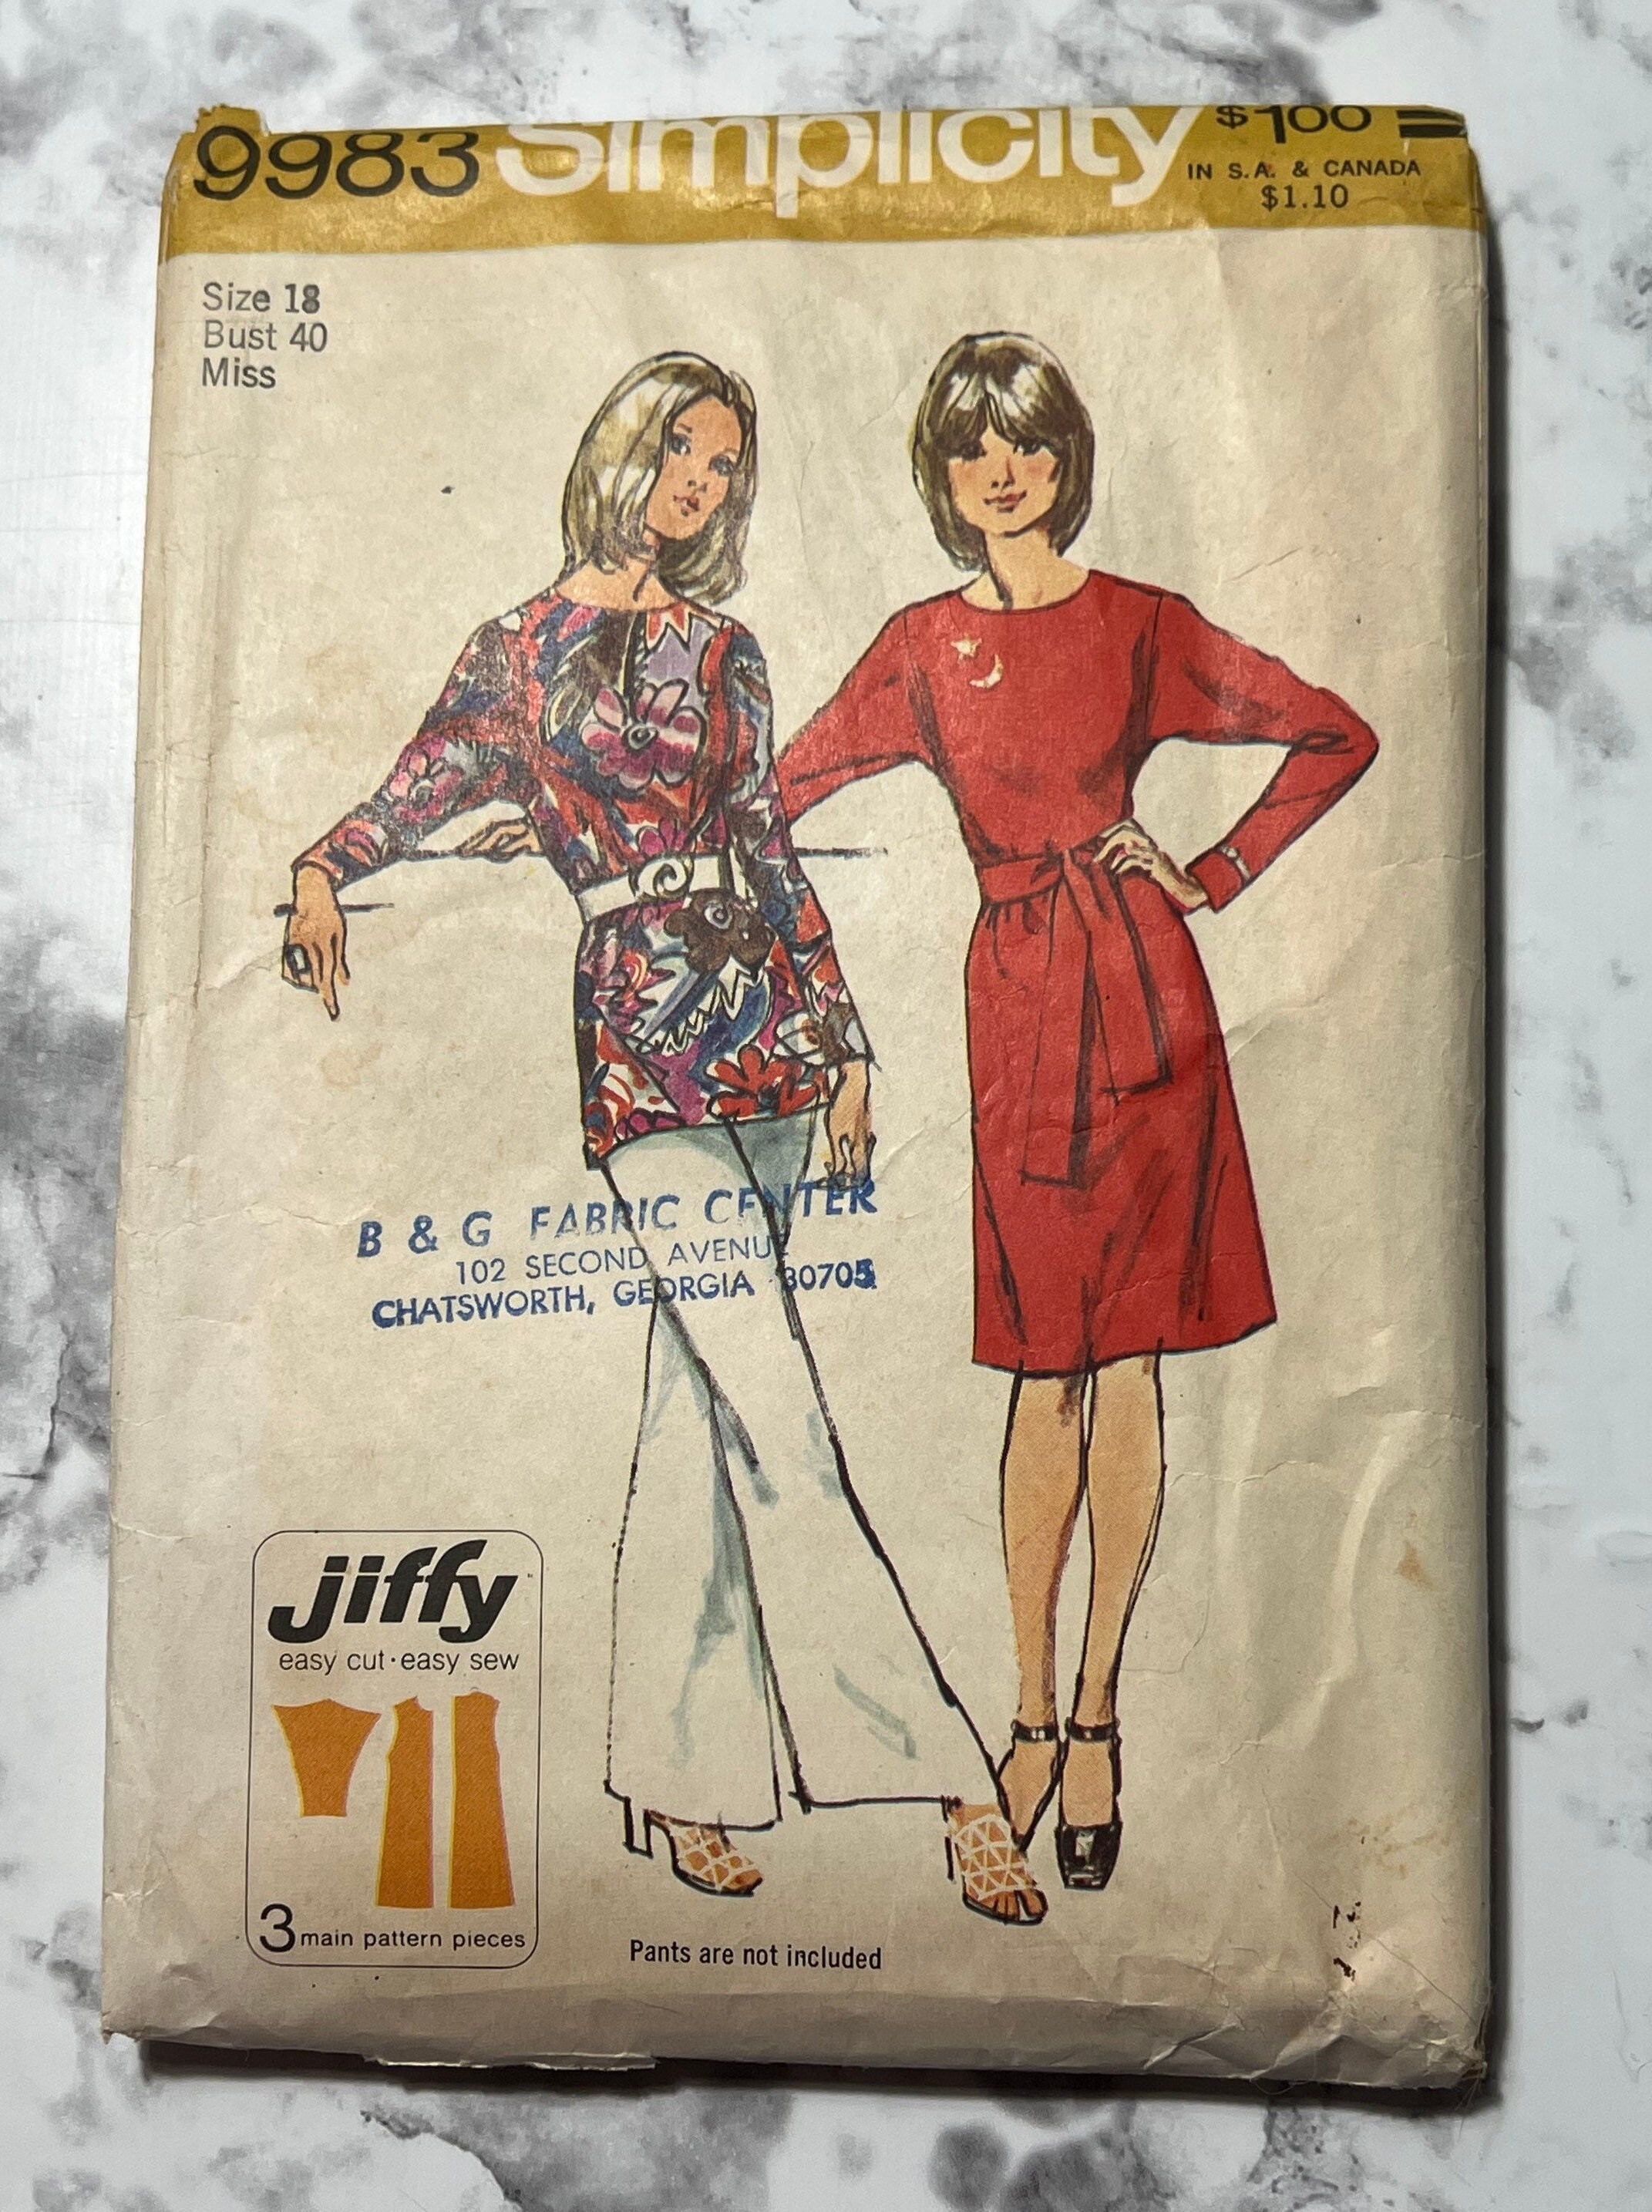 9983 Simplicity $1.00
IN S.A. & CANADA
$1.10
Size 18
Bust 40
Miss
B & G FABRIC CENTER
102 SECOND AVENUE
CHATSWORTH, GEORGIA 30705
jiffy
easy cut·easy sew
3 main pattern pieces
Pants are not included